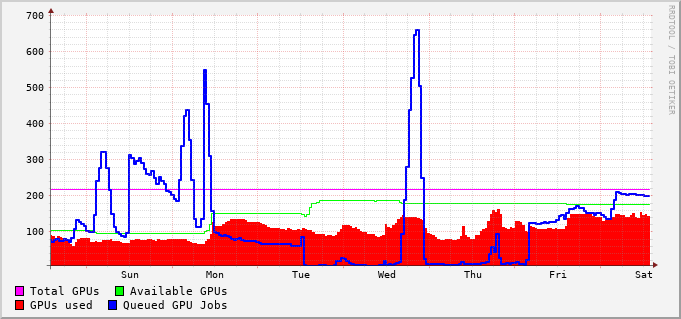 700
600
500
400
300
200
100
Sun Mon Tue Wed Thu Fri Sat
Total GPUs Available GPUs
GPUs used Queued GPU Jobs
RRDTOOL / TOBI OETIKER